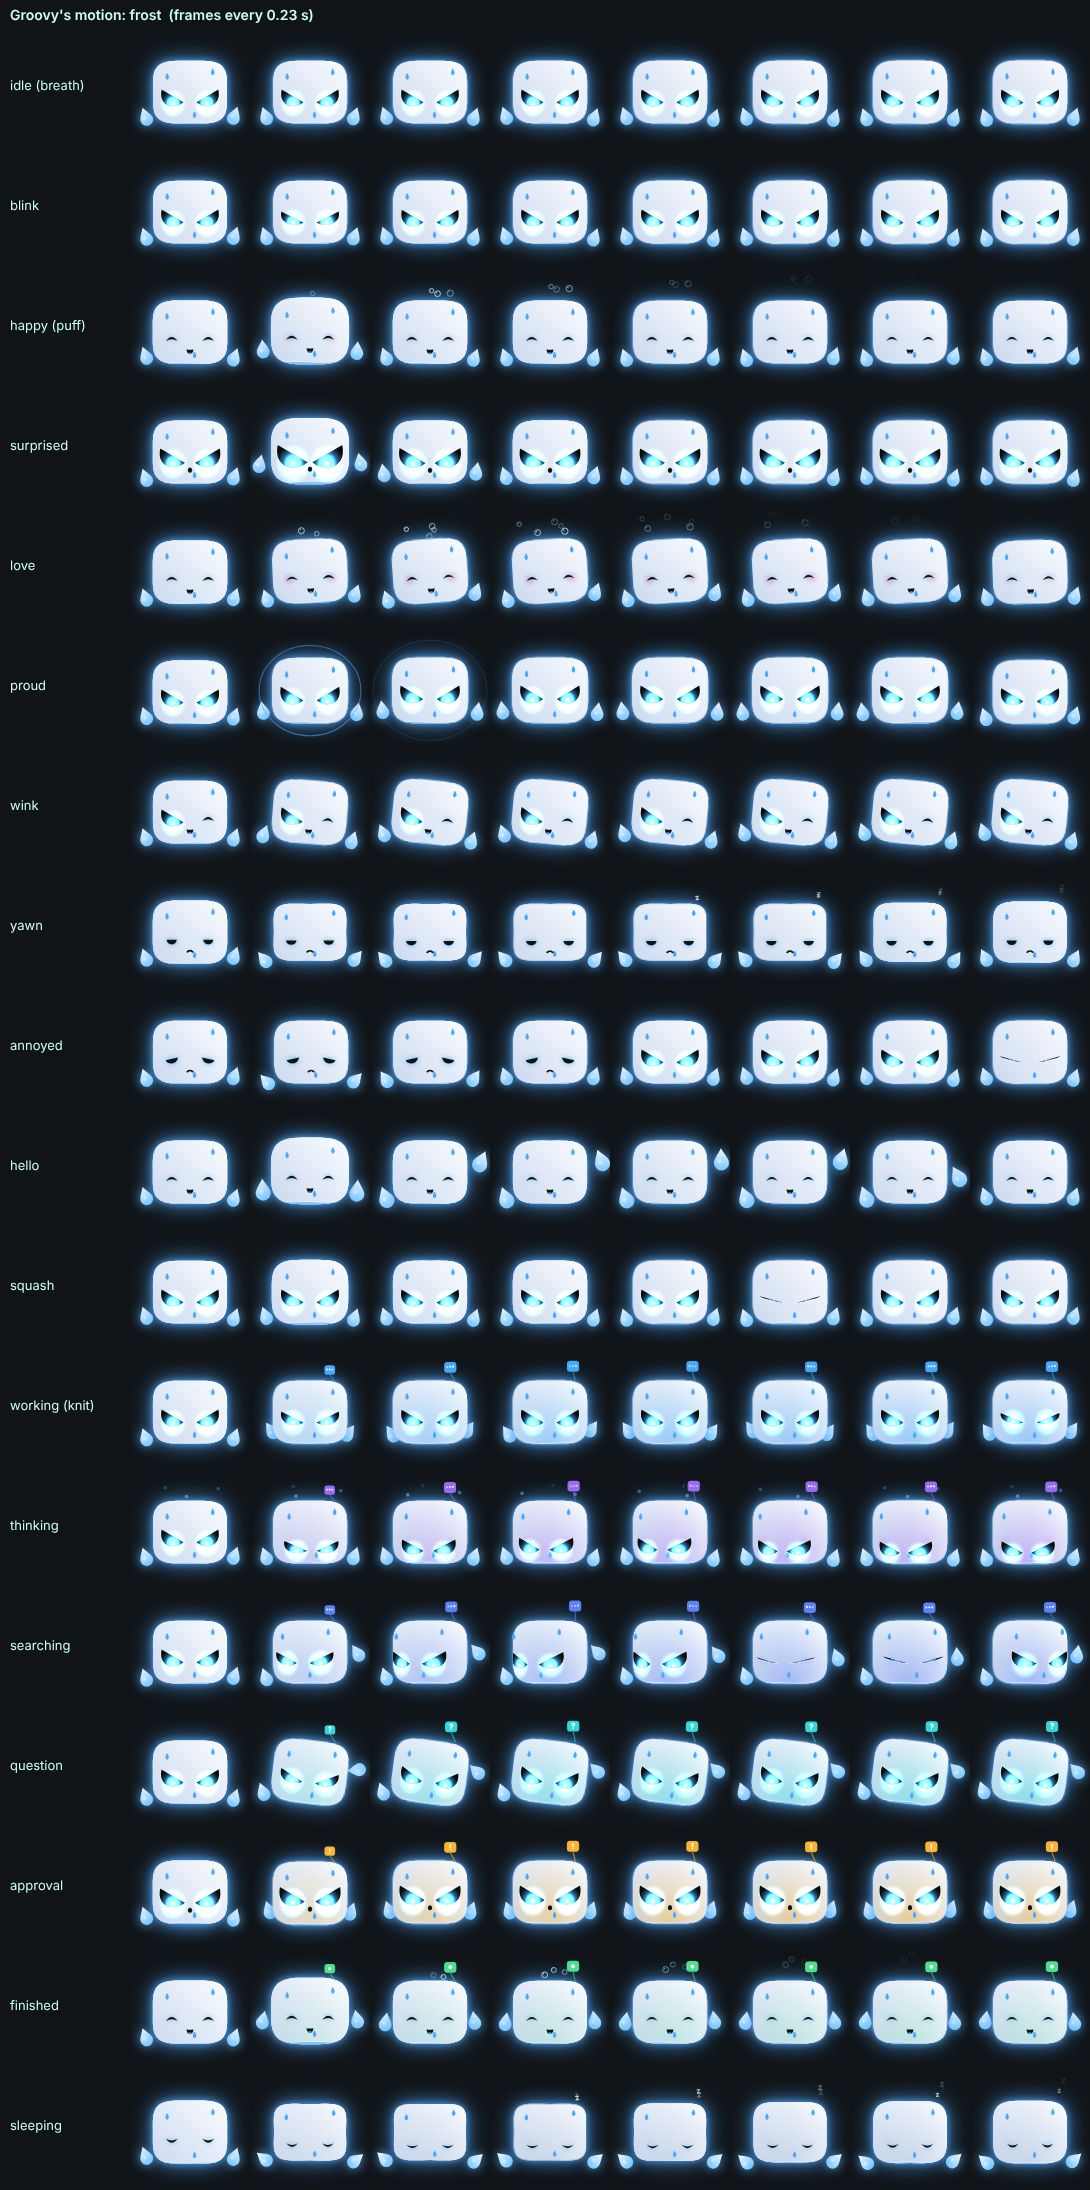 Groovy's motion: frost (frames every 0.23 s)
idle (breath)
blink
happy (puff)
surprised
love
proud
wink
yawn
z z z z
annoyed
hello
squash
working (knit)
thinking
searching
question
? ? ? ? ? ? ?
approval
! ! ! ! ! ! !
finished
sleeping
z z z z z